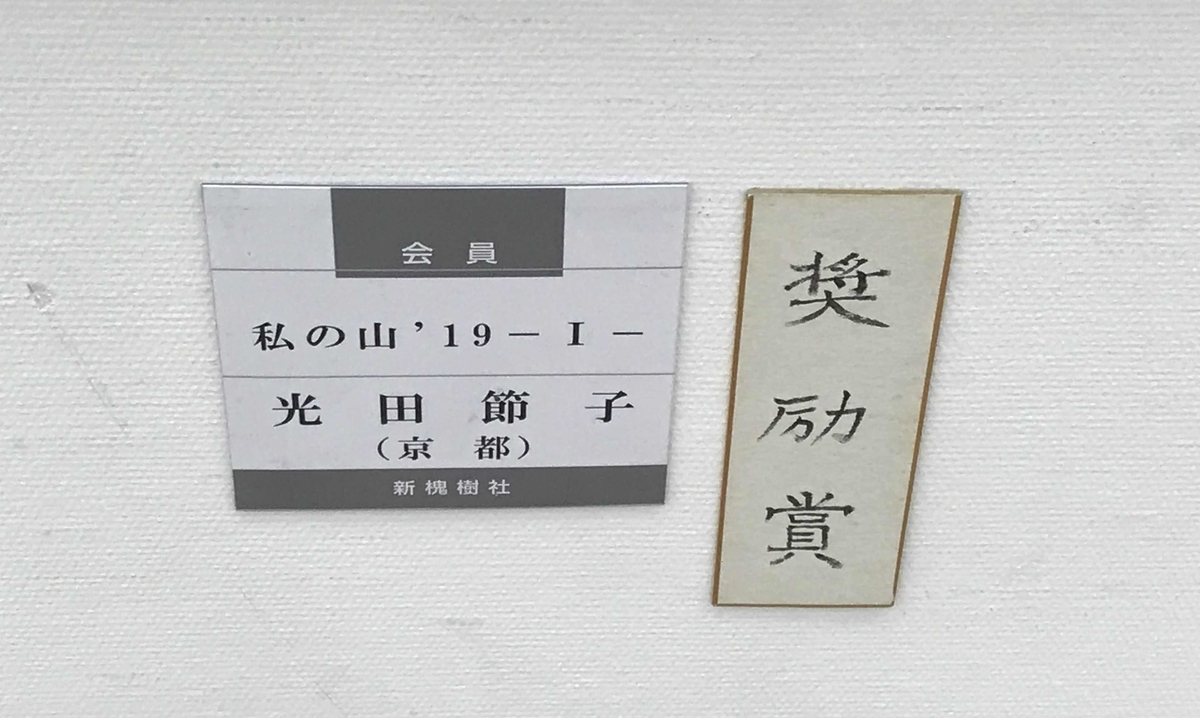 会員
私の山’19－Ⅰ－
光田節子
（京都）
新槐樹社
奨励賞